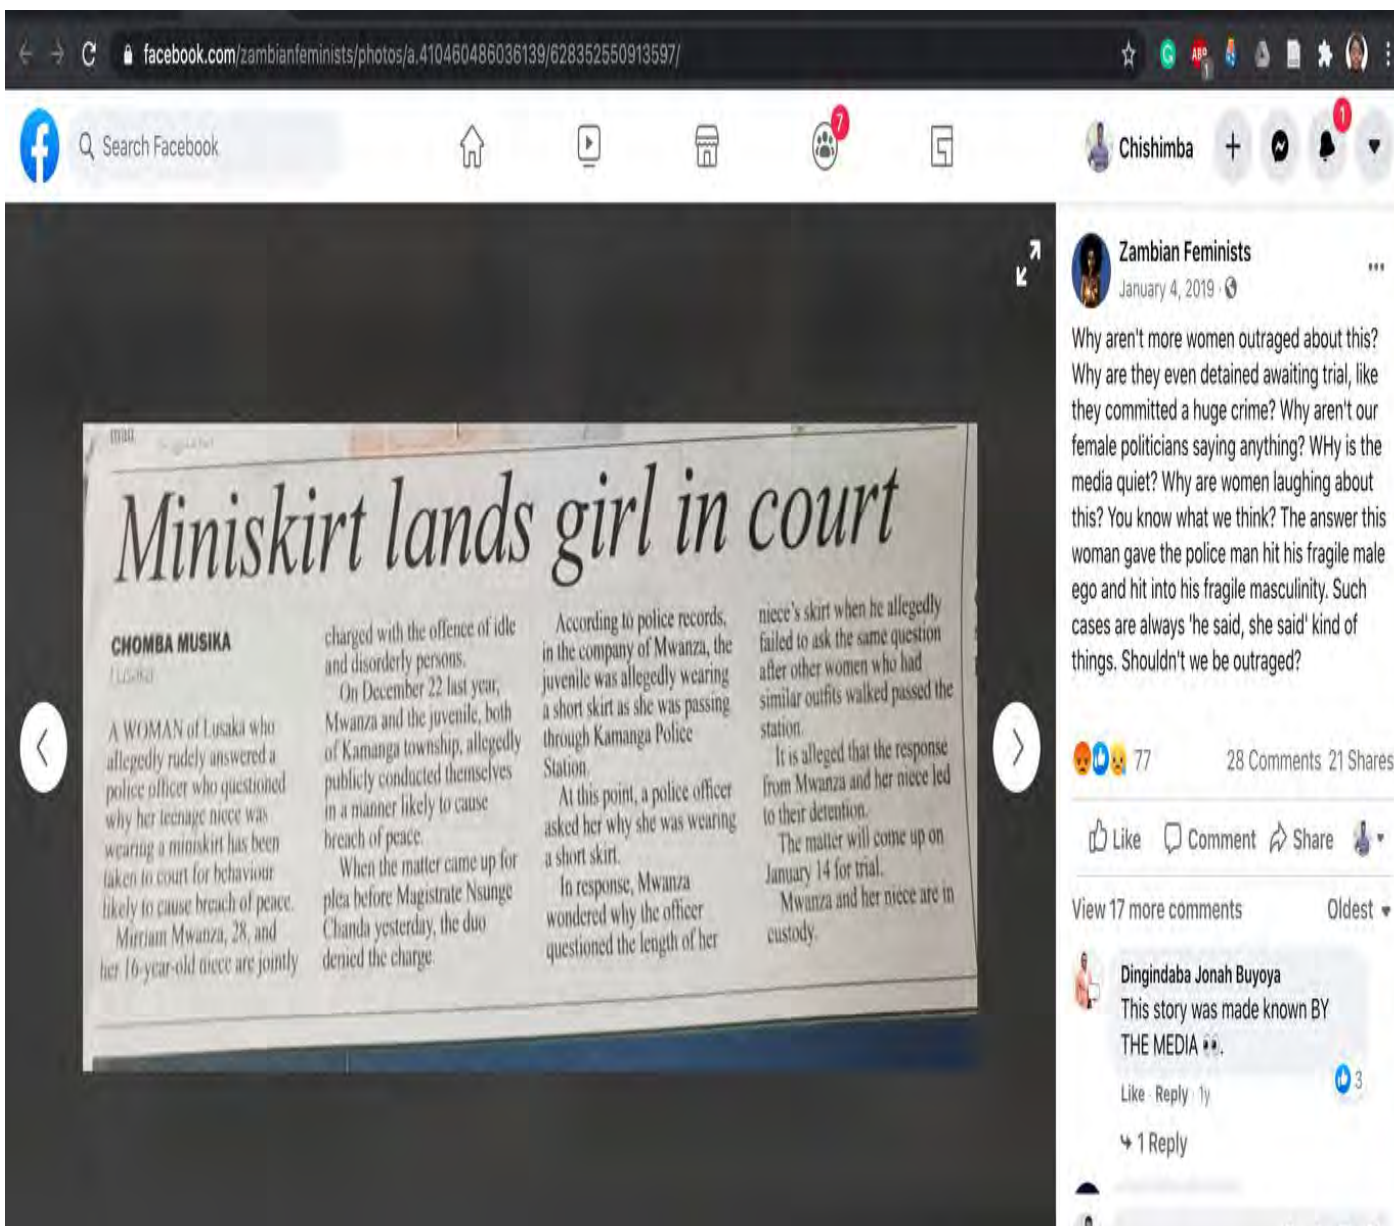 facebook.com/zambianfeminists/photos/a.410460486036139/628352550913597/
ABP
1
Search Facebook
7
Chishimba
1
man.
Miniskirt lands girl in court
CHOMBA MUSIKA
Lusaka
A WOMAN of Lusaka who
allegedly rudely answered a
police officer who questioned
why her teenage niece was
wearing a miniskirt has been
taken to court for behaviour
likely to cause breach of peace.
Mirriam Mwanza, 28, and
her 16-year-old niece are jointly
charged with the offence of idle
and disorderly persons.
On December 22 last year,
Mwanza and the juvenile, both
of Kamanga township, allegedly
publicly conducted themselves
in a manner likely to cause
breach of peace.
When the matter came up for
plea before Magistrate Nsunge
Chanda yesterday, the duo
denied the charge.
According to police records,
in the company of Mwanza, the
juvenile was allegedly wearing
a short skirt as she was passing
through Kamanga Police
Station.
At this point, a police officer
asked her why she was wearing
a short skirt.
In response, Mwanza
wondered why the officer
questioned the length of her
niece's skirt when he allegedly
failed to ask the same question
after other women who had
similar outfits walked passed the
station.
It is alleged that the response
from Mwanza and her niece led
to their detention.
The matter will come up on
January 14 for trial.
Mwanza and her niece are in
custody.
Zambian Feminists
January 4, 2019 ·
Why aren't more women outraged about this?
Why are they even detained awaiting trial, like
they committed a huge crime? Why aren't our
female politicians saying anything? WHy is the
media quiet? Why are women laughing about
this? You know what we think? The answer this
woman gave the police man hit his fragile male
ego and hit into his fragile masculinity. Such
cases are always 'he said, she said' kind of
things. Shouldn't we be outraged?
77 28 Comments 21 Shares
Like Comment Share
View 17 more comments Oldest
Dingindaba Jonah Buyoya
This story was made known BY
THE MEDIA 👀.
3
Like · Reply · 1y
1 Reply